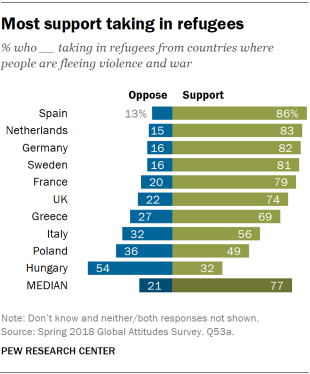 Most support taking in refugees
% who __ taking in refugees from countries where
people are fleeing violence and war
Oppose Support
Spain 13% 86%
Netherlands 15 83
Germany 16 82
Sweden 16 81
France 20 79
UK 22 74
Greece 27 69
Italy 32 56
Poland 36 49
Hungary 54 32
MEDIAN 21 77
Note: Don't know and neither/both responses not shown.
Source: Spring 2018 Global Attitudes Survey. Q53a.
PEW RESEARCH CENTER